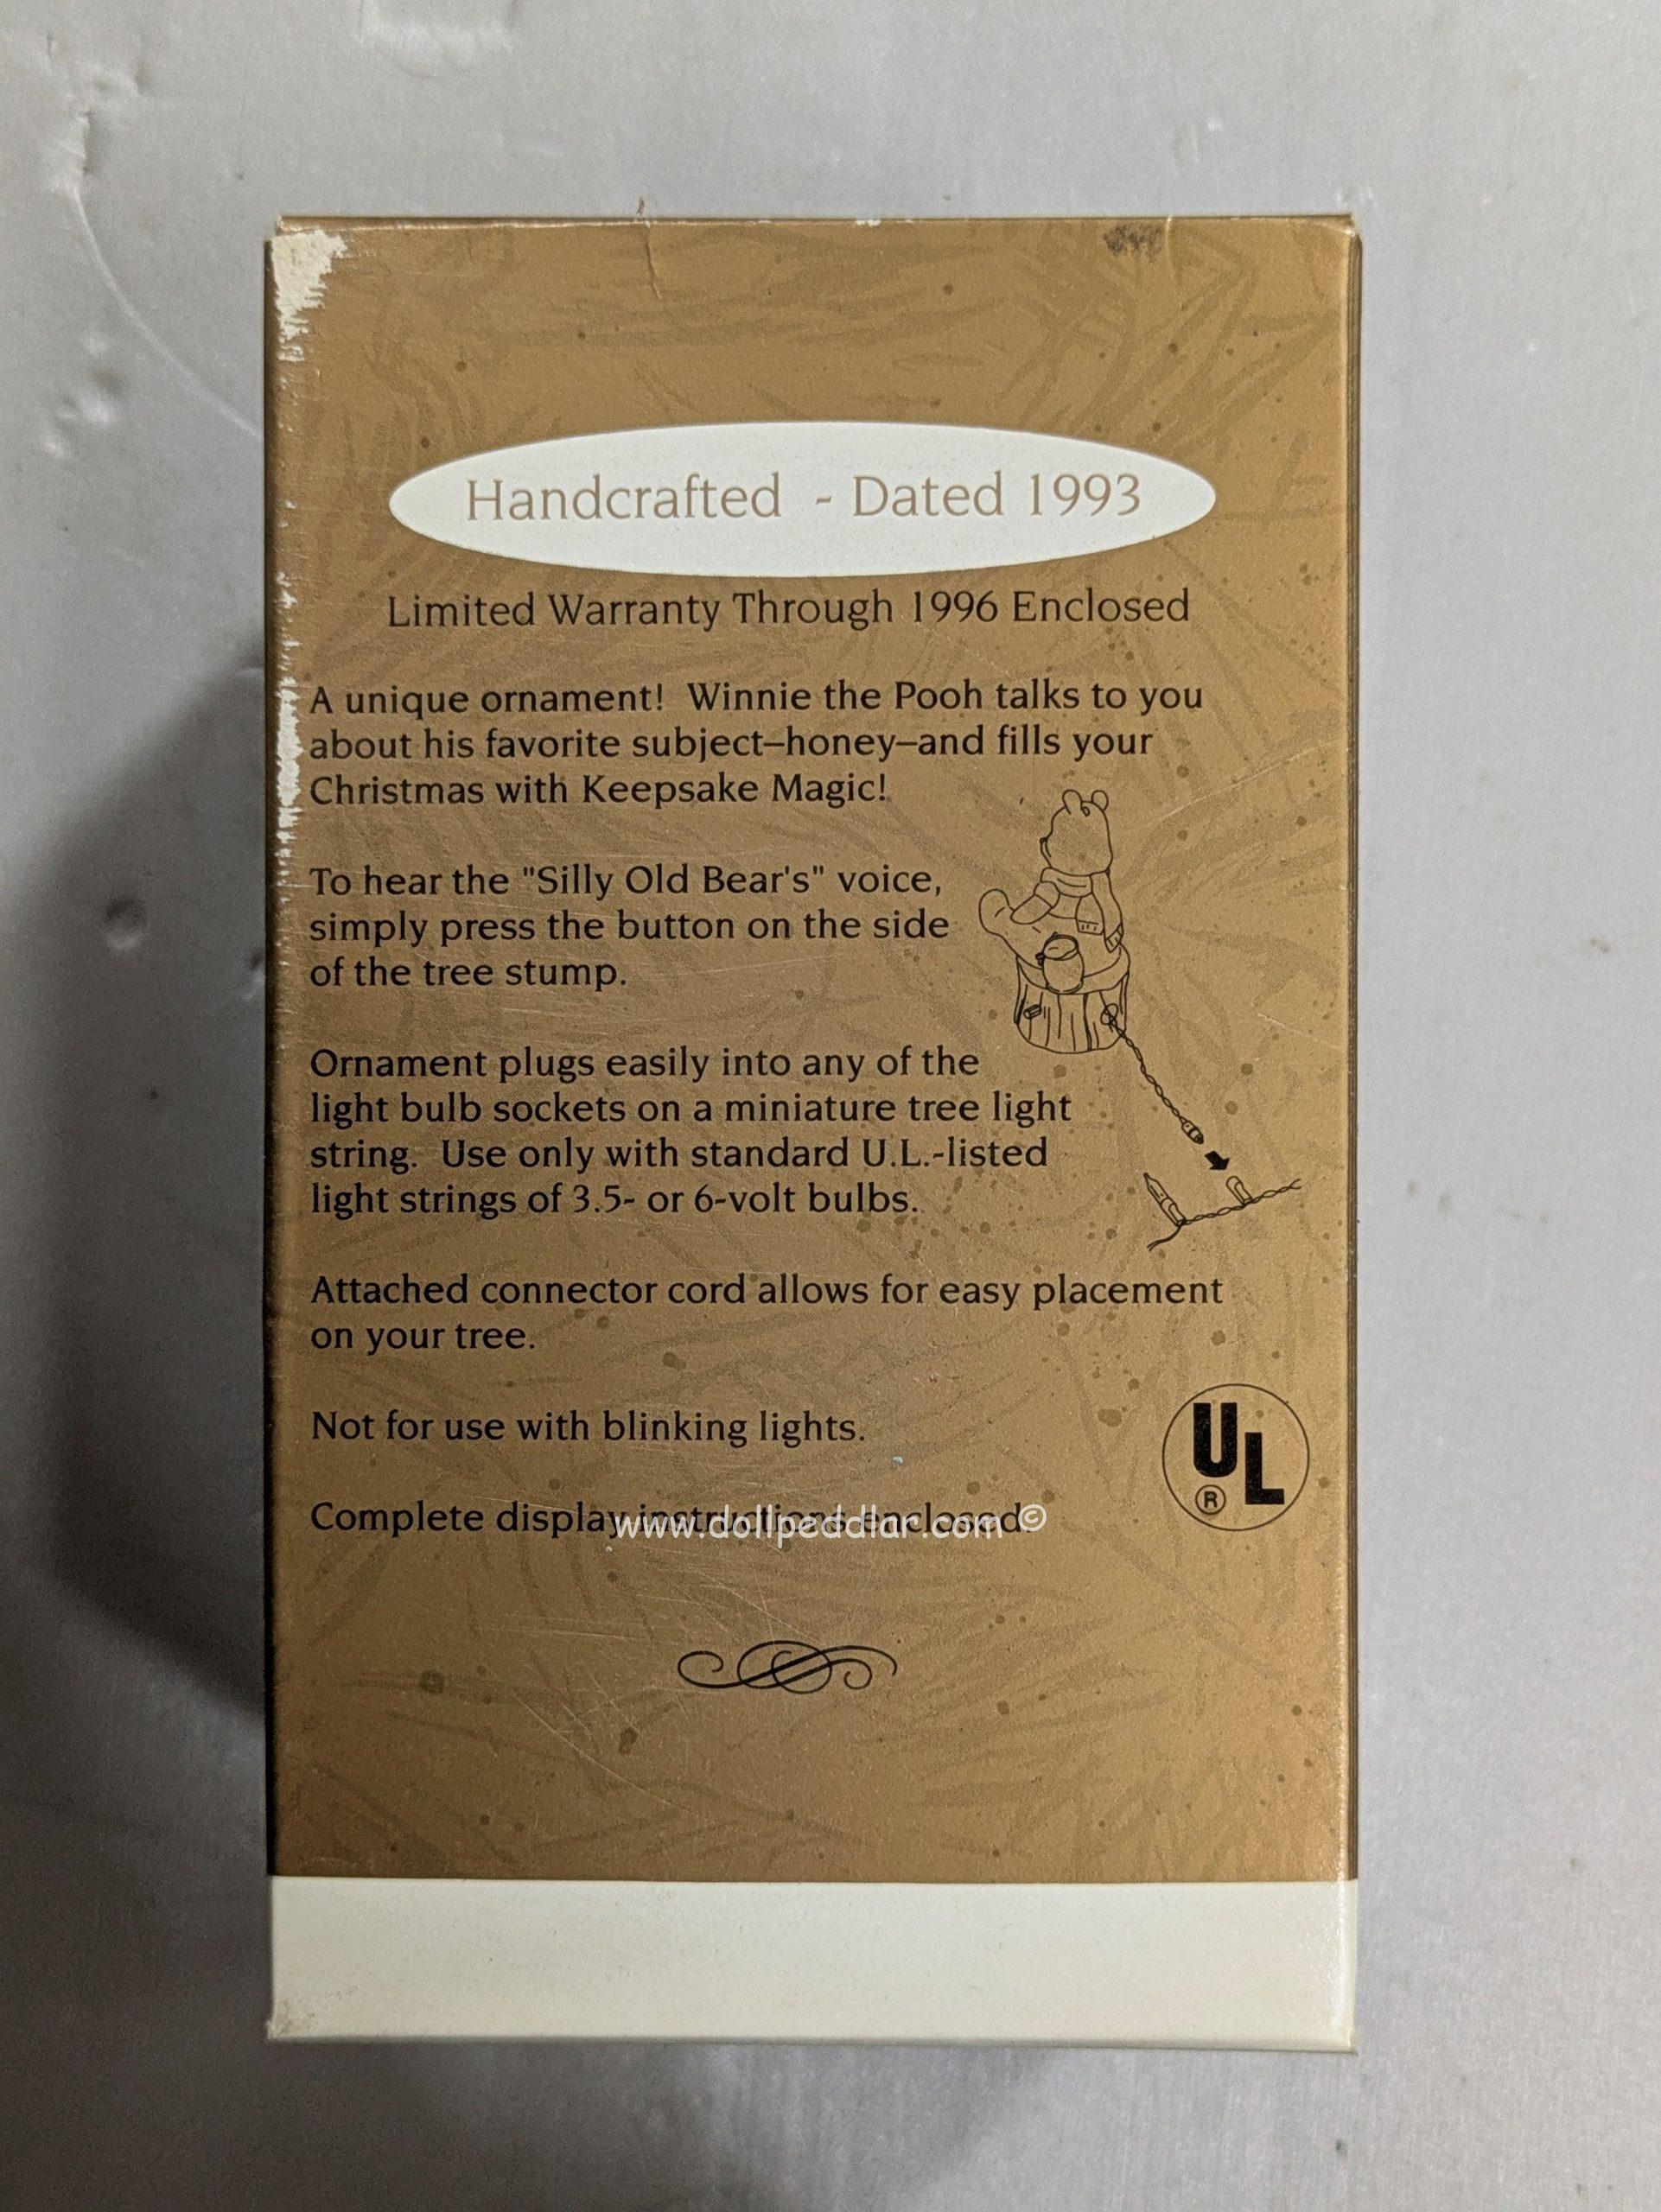 Handcrafted - Dated 1993
Limited Warranty Through 1996 Enclosed
A unique ornament! Winnie the Pooh talks to you
about his favorite subject–honey–and fills your
Christmas with Keepsake Magic!
To hear the "Silly Old Bear's" voice,
simply press the button on the side
of the tree stump.
Ornament plugs easily into any of the
light bulb sockets on a miniature tree light
string. Use only with standard U.L.-listed
light strings of 3.5- or 6-volt bulbs.
Attached connector cord allows for easy placement
on your tree.
Not for use with blinking lights.
UL
®
Complete display instructions enclosed.
www.dollpeddlar.com©